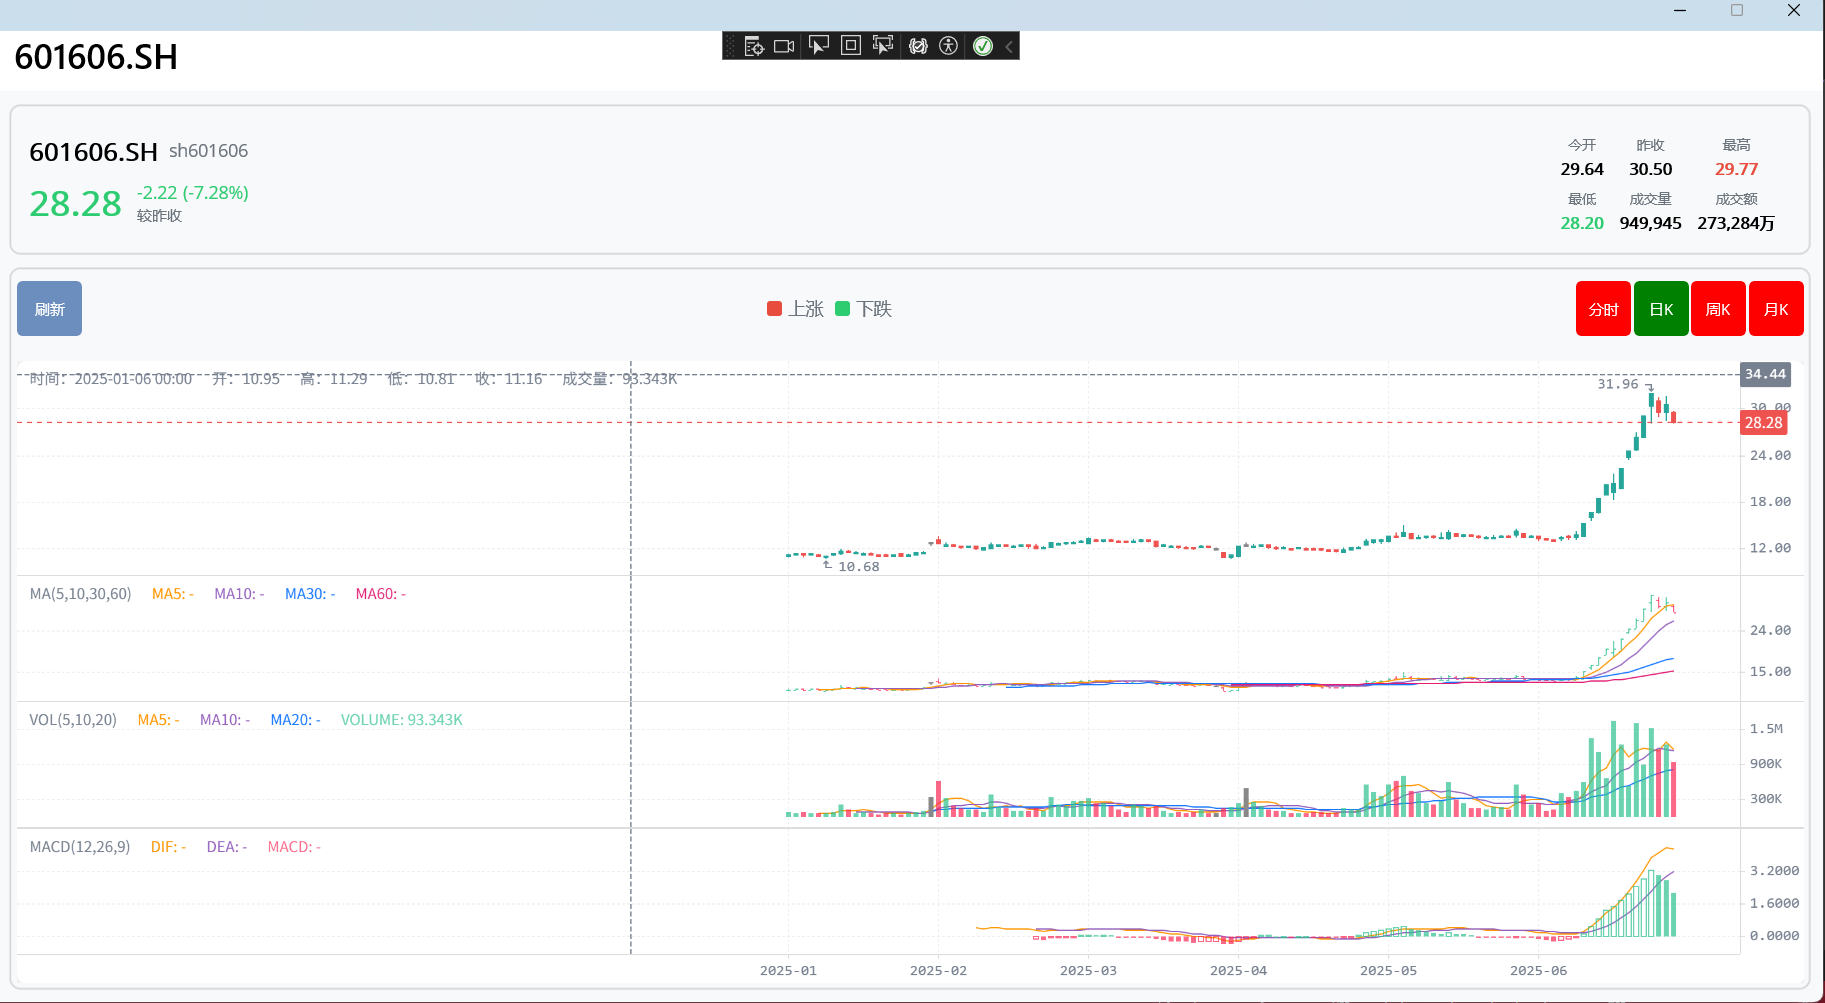 601606.SH
601606.SH sh601606
28.28 -2.22 (-7.28%)
较昨收
今开 昨收 最高
29.64 30.50 29.77
最低 成交量 成交额
28.20 949,945 273,284万
刷新 上涨 下跌 分时 日K 周K 月K
时间：2025-01-06 00:00 开：10.95 高：11.29 低：10.81 收：11.16 成交量：93.343K
34.44
31.96
30.00
28.28
24.00
18.00
12.00
10.68
MA(5,10,30,60) MA5: - MA10: - MA30: - MA60: -
24.00
15.00
VOL(5,10,20) MA5: - MA10: - MA20: - VOLUME: 93.343K
1.5M
900K
300K
MACD(12,26,9) DIF: - DEA: - MACD: -
3.2000
1.6000
0.0000
2025-01 2025-02 2025-03 2025-04 2025-05 2025-06